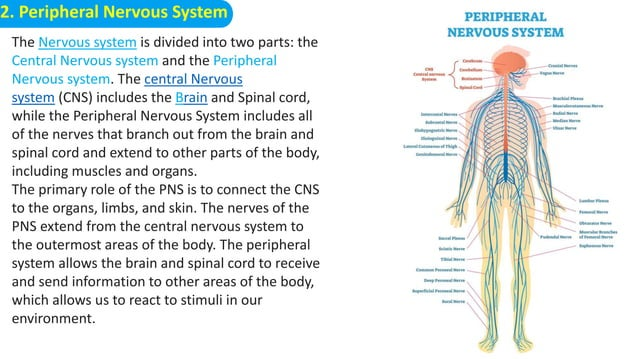 2. Peripheral Nervous System
The Nervous system is divided into two parts: the
Central Nervous system and the Peripheral
Nervous system. The central Nervous
system (CNS) includes the Brain and Spinal cord,
while the Peripheral Nervous System includes all
of the nerves that branch out from the brain and
spinal cord and extend to other parts of the body,
including muscles and organs.
The primary role of the PNS is to connect the CNS
to the organs, limbs, and skin. The nerves of the
PNS extend from the central nervous system to
the outermost areas of the body. The peripheral
system allows the brain and spinal cord to receive
and send information to other areas of the body,
which allows us to react to stimuli in our
environment.
PERIPHERAL
NERVOUS SYSTEM
CNS
Central nervous
System
Cerebrum
Cerebellum
Brainstem
Spinal Cord
Cranial Nerves
Vagus Nerve
Brachial Plexus
Musculocutaneous Nerve
Radial Nerve
Median Nerve
Ulnar Nerve
Intercostal Nerves
Subcostal Nerve
Iliohypogastric Nerve
Ilioinguinal Nerve
Lateral Cutaneous of Thigh
Genitofemoral Nerve
Lumbar Plexus
Femoral Nerve
Obturator Nerve
Muscular Branches
of Femoral Nerve
Saphenous Nerve
Pudendal Nerve
Sacral Plexus
Sciatic Nerve
Tibial Nerve
Common Peroneal Nerve
Deep Peroneal Nerve
Superficial Peroneal Nerve
Sural Nerve